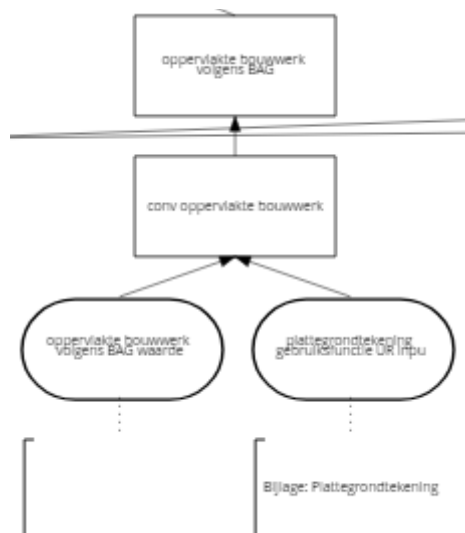 oppervlakte bouwwerk
volgens BAG
conv oppervlakte bouwwerk
oppervlakte bouwwerk
volgens BAG waarde
plattegrondtekening
gebruiksfunctie UR inpu
Bijlage: Plattegrondtekening